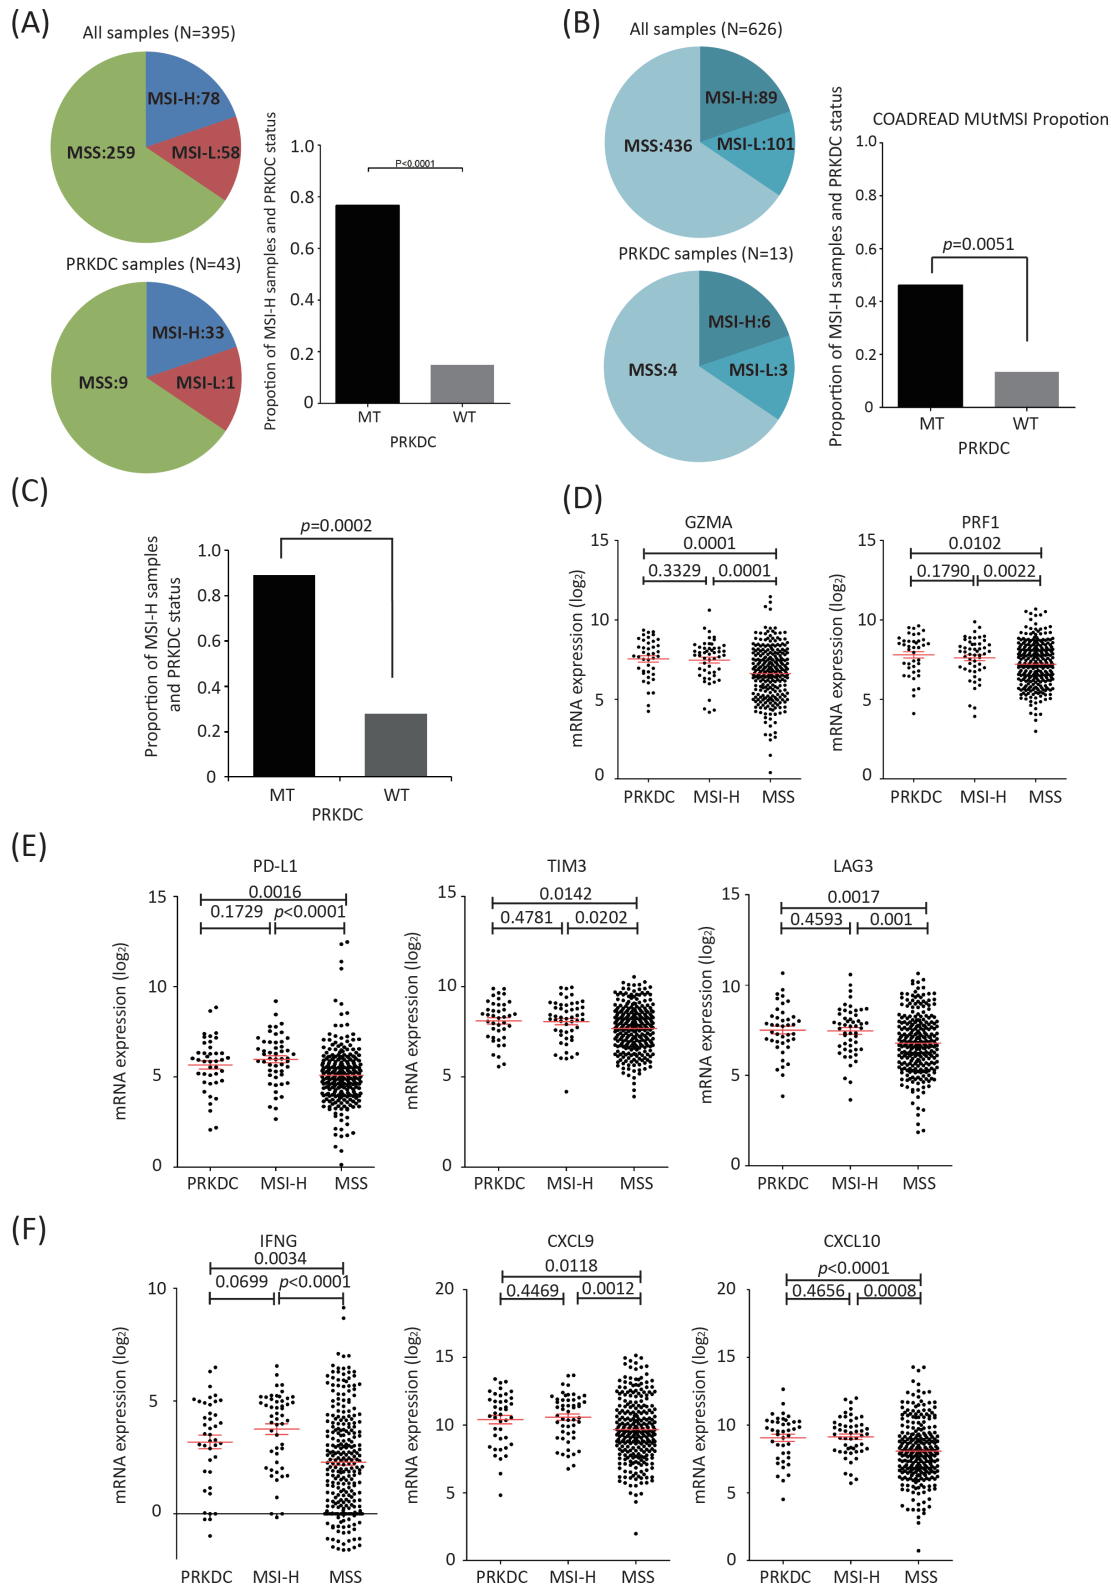 (A)
All samples (N=395)
MSI-H:78
MSS:259
MSI-L:58
PRKDC samples (N=43)
MSI-H:33
MSS:9
MSI-L:1
Propotion of MSI-H samples and PRKDC status
1.0
0.8
0.6
0.4
0.2
0
P<0.0001
MT
WT
PRKDC
(B)
All samples (N=626)
MSI-H:89
MSS:436
MSI-L:101
PRKDC samples (N=13)
MSI-H:6
MSS:4
MSI-L:3
COADREAD MUtMSI Propotion
Proportion of MSI-H samples and PRKDC status
1.0
0.8
0.6
0.4
0.2
0
p=0.0051
MT
WT
PRKDC
(C)
Proportion of MSI-H samples
and PRKDC status
1.0
0.8
0.6
0.4
0.2
0
p=0.0002
MT
WT
PRKDC
(D)
GZMA
mRNA expression (log2)
15
10
5
0
0.0001
0.3329
0.0001
PRKDC
MSI-H
MSS
PRF1
mRNA expression (log2)
15
10
5
0
0.0102
0.1790
0.0022
PRKDC
MSI-H
MSS
(E)
PD-L1
mRNA expression (log2)
15
10
5
0
0.0016
0.1729
p<0.0001
PRKDC
MSI-H
MSS
TIM3
mRNA expression (log2)
15
10
5
0
0.0142
0.4781
0.0202
PRKDC
MSI-H
MSS
LAG3
mRNA expression (log2)
15
10
5
0
0.0017
0.4593
0.001
PRKDC
MSI-H
MSS
(F)
IFNG
mRNA expression (log2)
10
5
0
0.0034
0.0699
p<0.0001
PRKDC
MSI-H
MSS
CXCL9
mRNA expression (log2)
20
15
10
5
0
0.0118
0.4469
0.0012
PRKDC
MSI-H
MSS
CXCL10
mRNA expression (log2)
20
15
10
5
0
p<0.0001
0.4656
0.0008
PRKDC
MSI-H
MSS